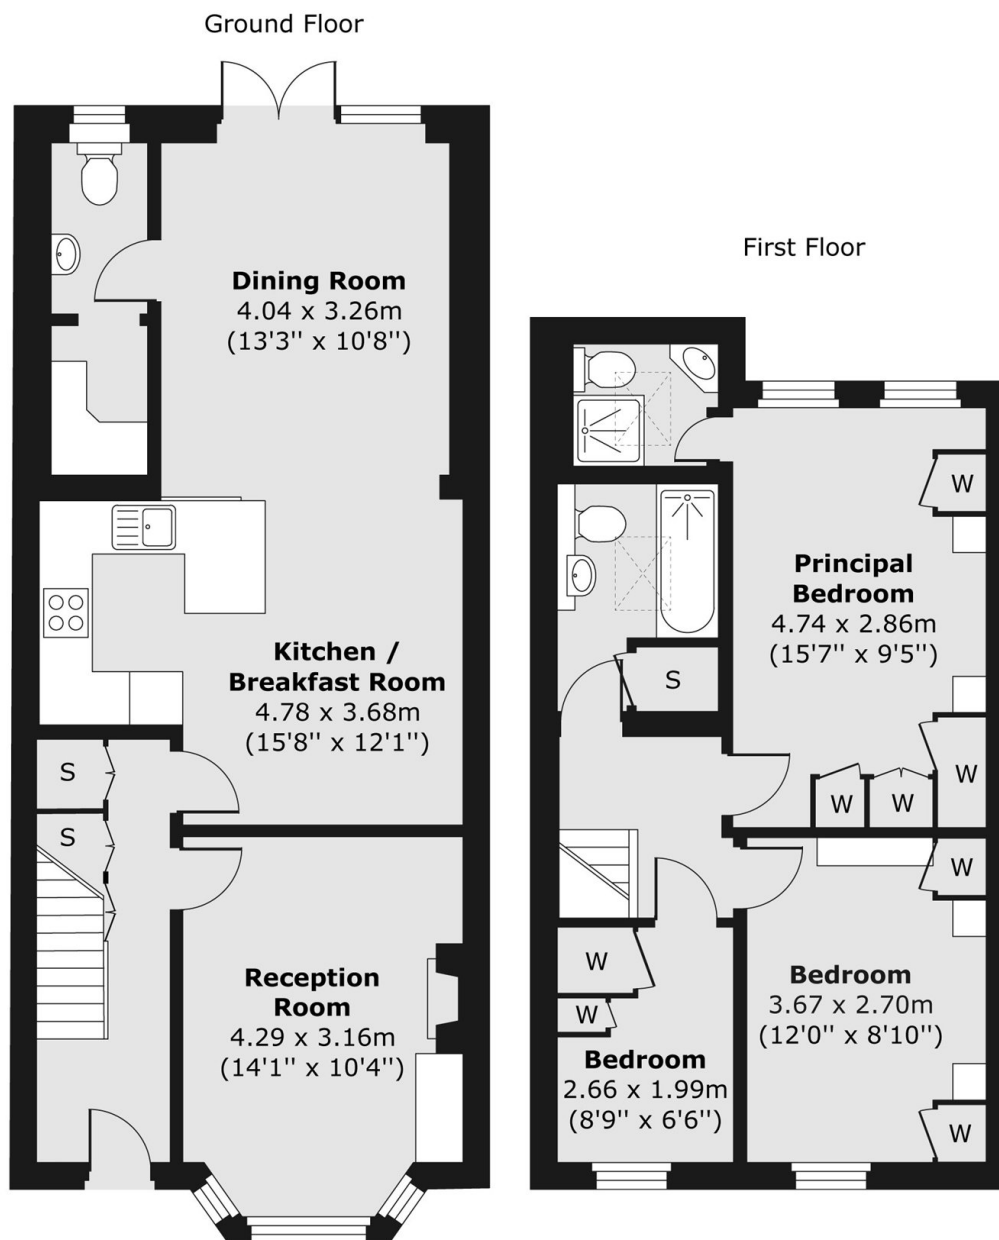 Ground Floor
Dining Room
4.04 x 3.26m
(13'3'' x 10'8'')
Kitchen /
Breakfast Room
4.78 x 3.68m
(15'8'' x 12'1'')
S
S
Reception
Room
4.29 x 3.16m
(14'1'' x 10'4'')
First Floor
W
Principal
Bedroom
4.74 x 2.86m
(15'7'' x 9'5'')
S
W
W
W
W
Bedroom
3.67 x 2.70m
(12'0'' x 8'10'')
W
W
W
Bedroom
2.66 x 1.99m
(8'9'' x 6'6'')